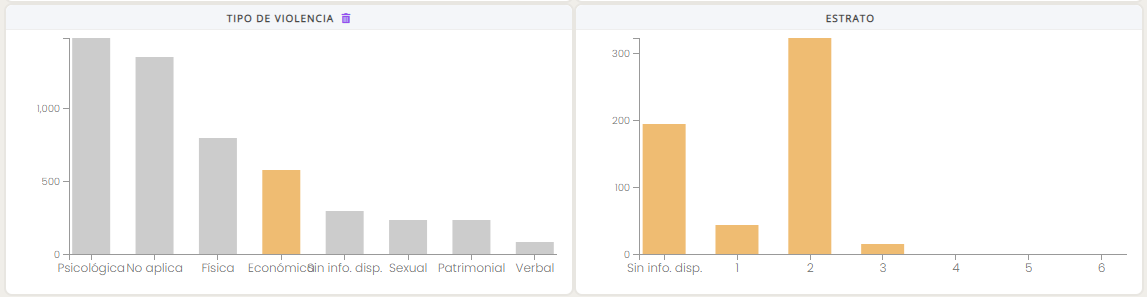 TIPO DE VIOLENCIA
1,000
500
0
Psicológica No aplica Física Económica Sin info. disp. Sexual Patrimonial Verbal
ESTRATO
300
200
100
0
Sin info. disp. 1 2 3 4 5 6